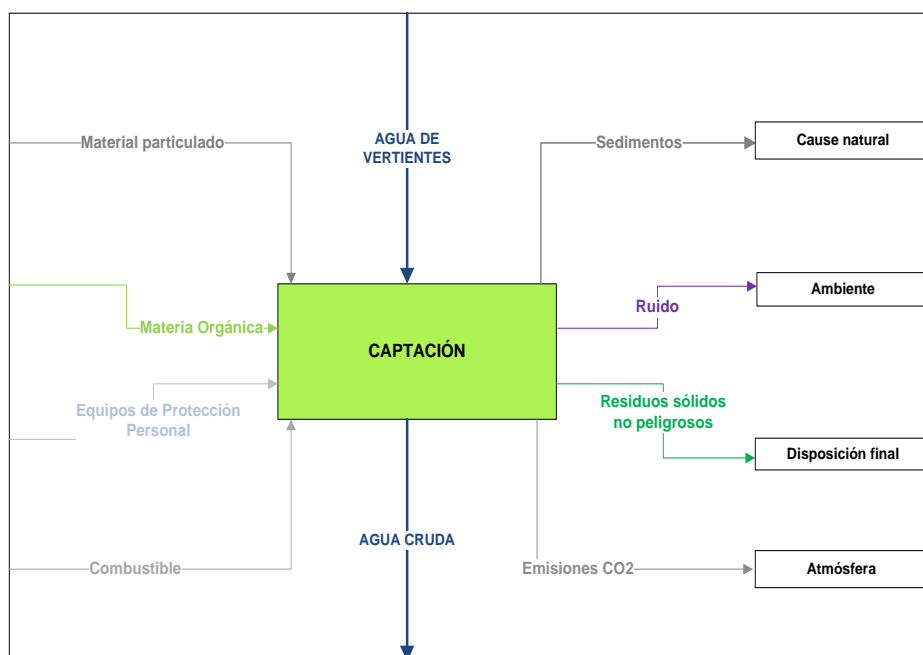 Material particulado
AGUA DE
VERTIENTES
Sedimentos
Cause natural
Materia Orgánica
Ruido
Ambiente
CAPTACIÓN
Equipos de Protección
Personal
Residuos sólidos
no peligrosos
Disposición final
AGUA CRUDA
Combustible
Emisiones CO2
Atmósfera